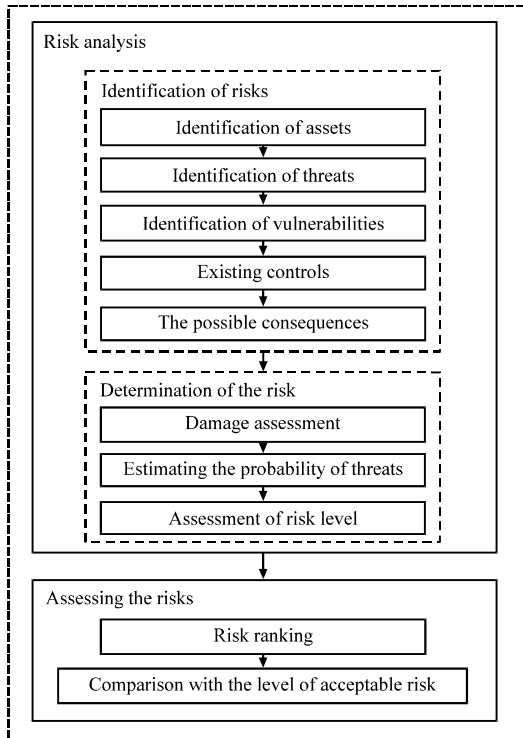 Risk analysis
Identification of risks
Identification of assets
Identification of threats
Identification of vulnerabilities
Existing controls
The possible consequences
Determination of the risk
Damage assessment
Estimating the probability of threats
Assessment of risk level
Assessing the risks
Risk ranking
Comparison with the level of acceptable risk